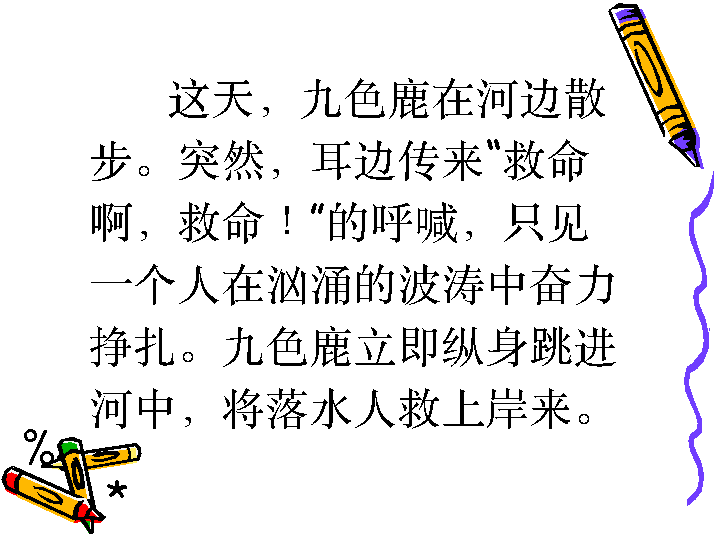 这天，九色鹿在河边散
步。突然，耳边传来“救命
啊，救命！”的呼喊，只见
一个人在汹涌的波涛中奋力
挣扎。九色鹿立即纵身跳进
河中，将落水人救上岸来。
%
*